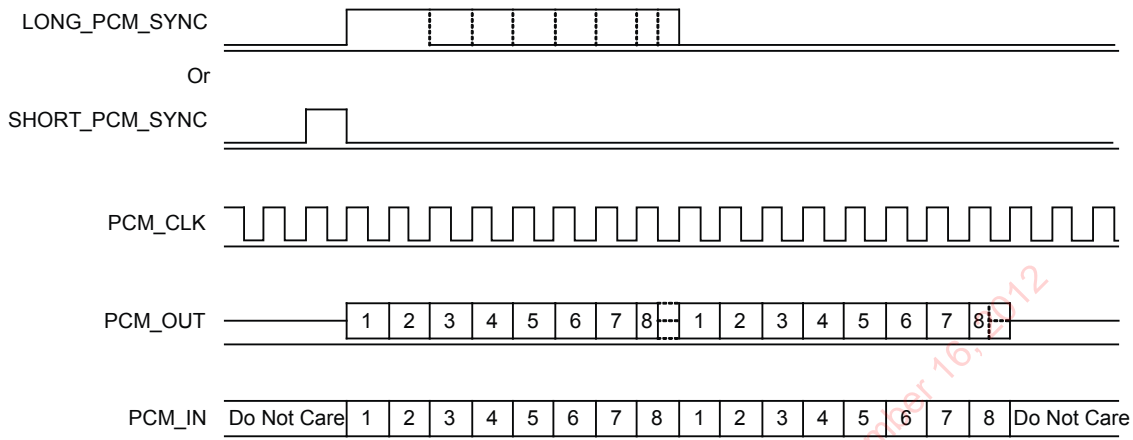 LONG_PCM_SYNC
Or
SHORT_PCM_SYNC
PCM_CLK
PCM_OUT 1 2 3 4 5 6 7 8 1 2 3 4 5 6 7 8
PCM_IN Do Not Care 1 2 3 4 5 6 7 8 1 2 3 4 5 6 7 8 Do Not Care
16, 2012